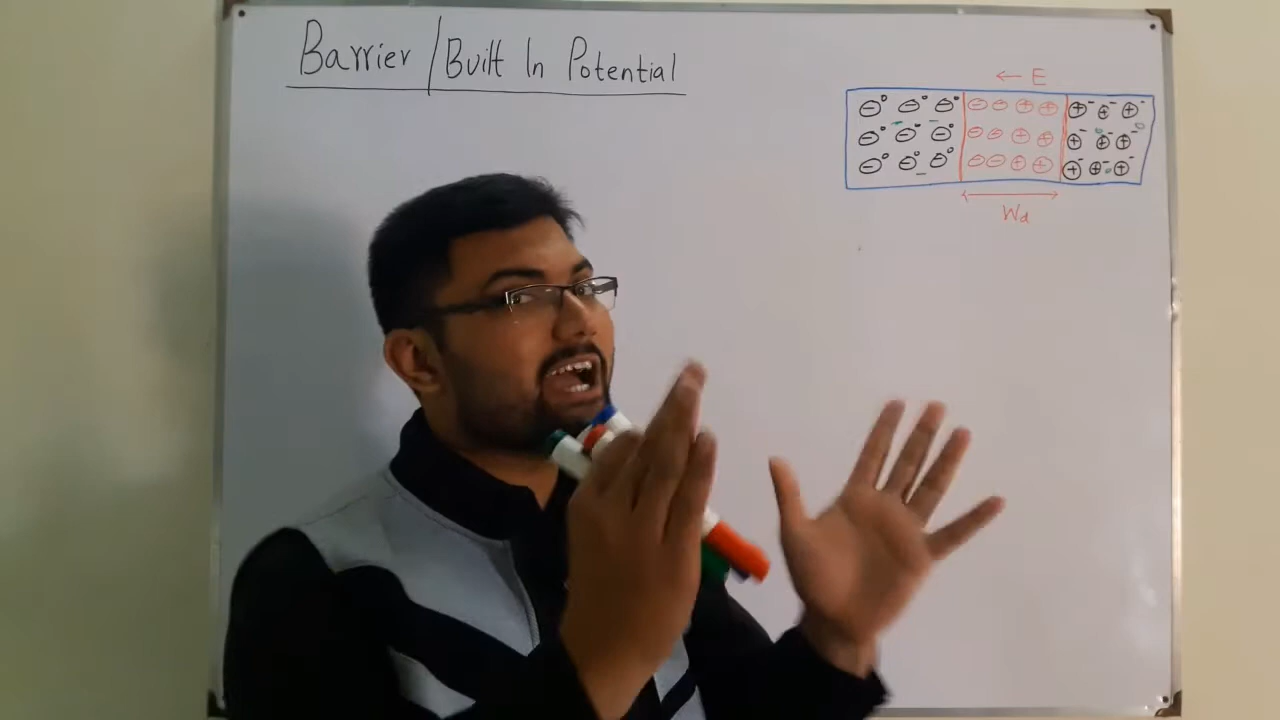 Barrier / Built In Potential
← E
Wd